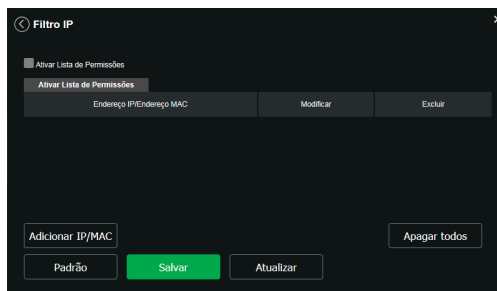 Filtro IP
Ativar Lista de Permissões
Ativar Lista de Permissões
Endereço IP/Endereço MAC Modificar Excluir
Adicionar IP/MAC Apagar todos
Padrão Salvar Atualizar